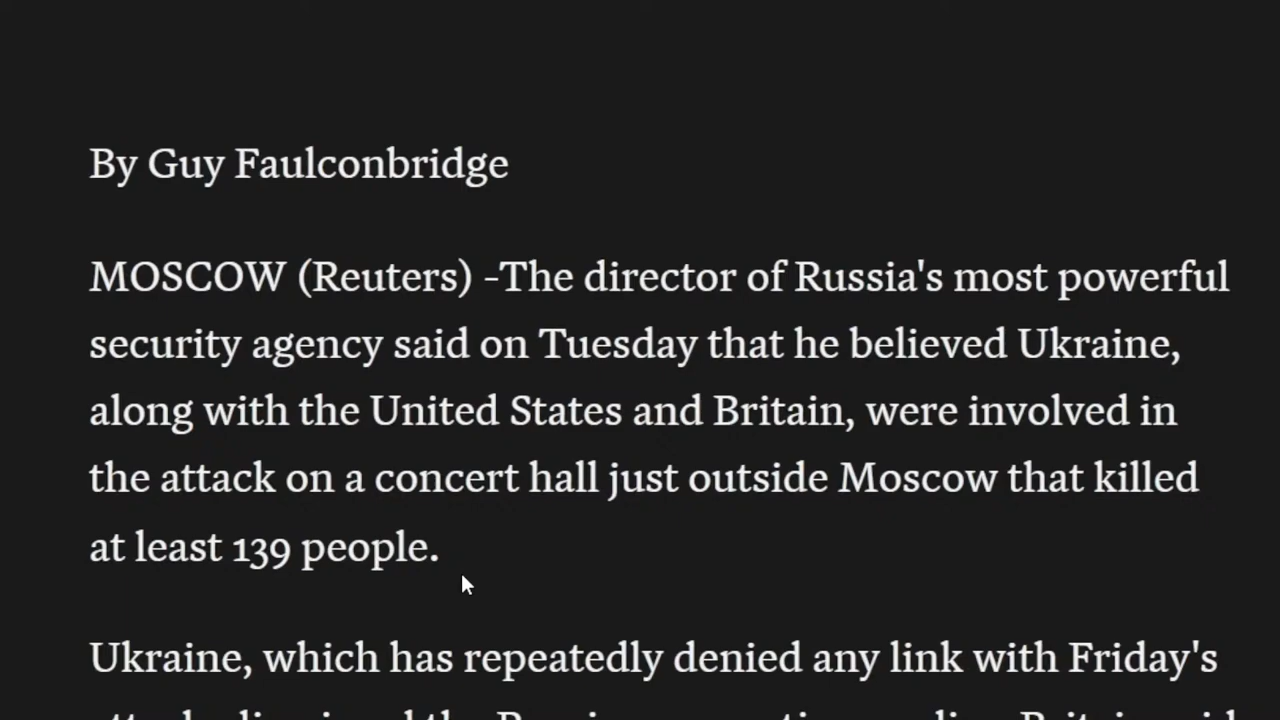 By Guy Faulconbridge
MOSCOW (Reuters) -The director of Russia's most powerful
security agency said on Tuesday that he believed Ukraine,
along with the United States and Britain, were involved in
the attack on a concert hall just outside Moscow that killed
at least 139 people.
Ukraine, which has repeatedly denied any link with Friday's